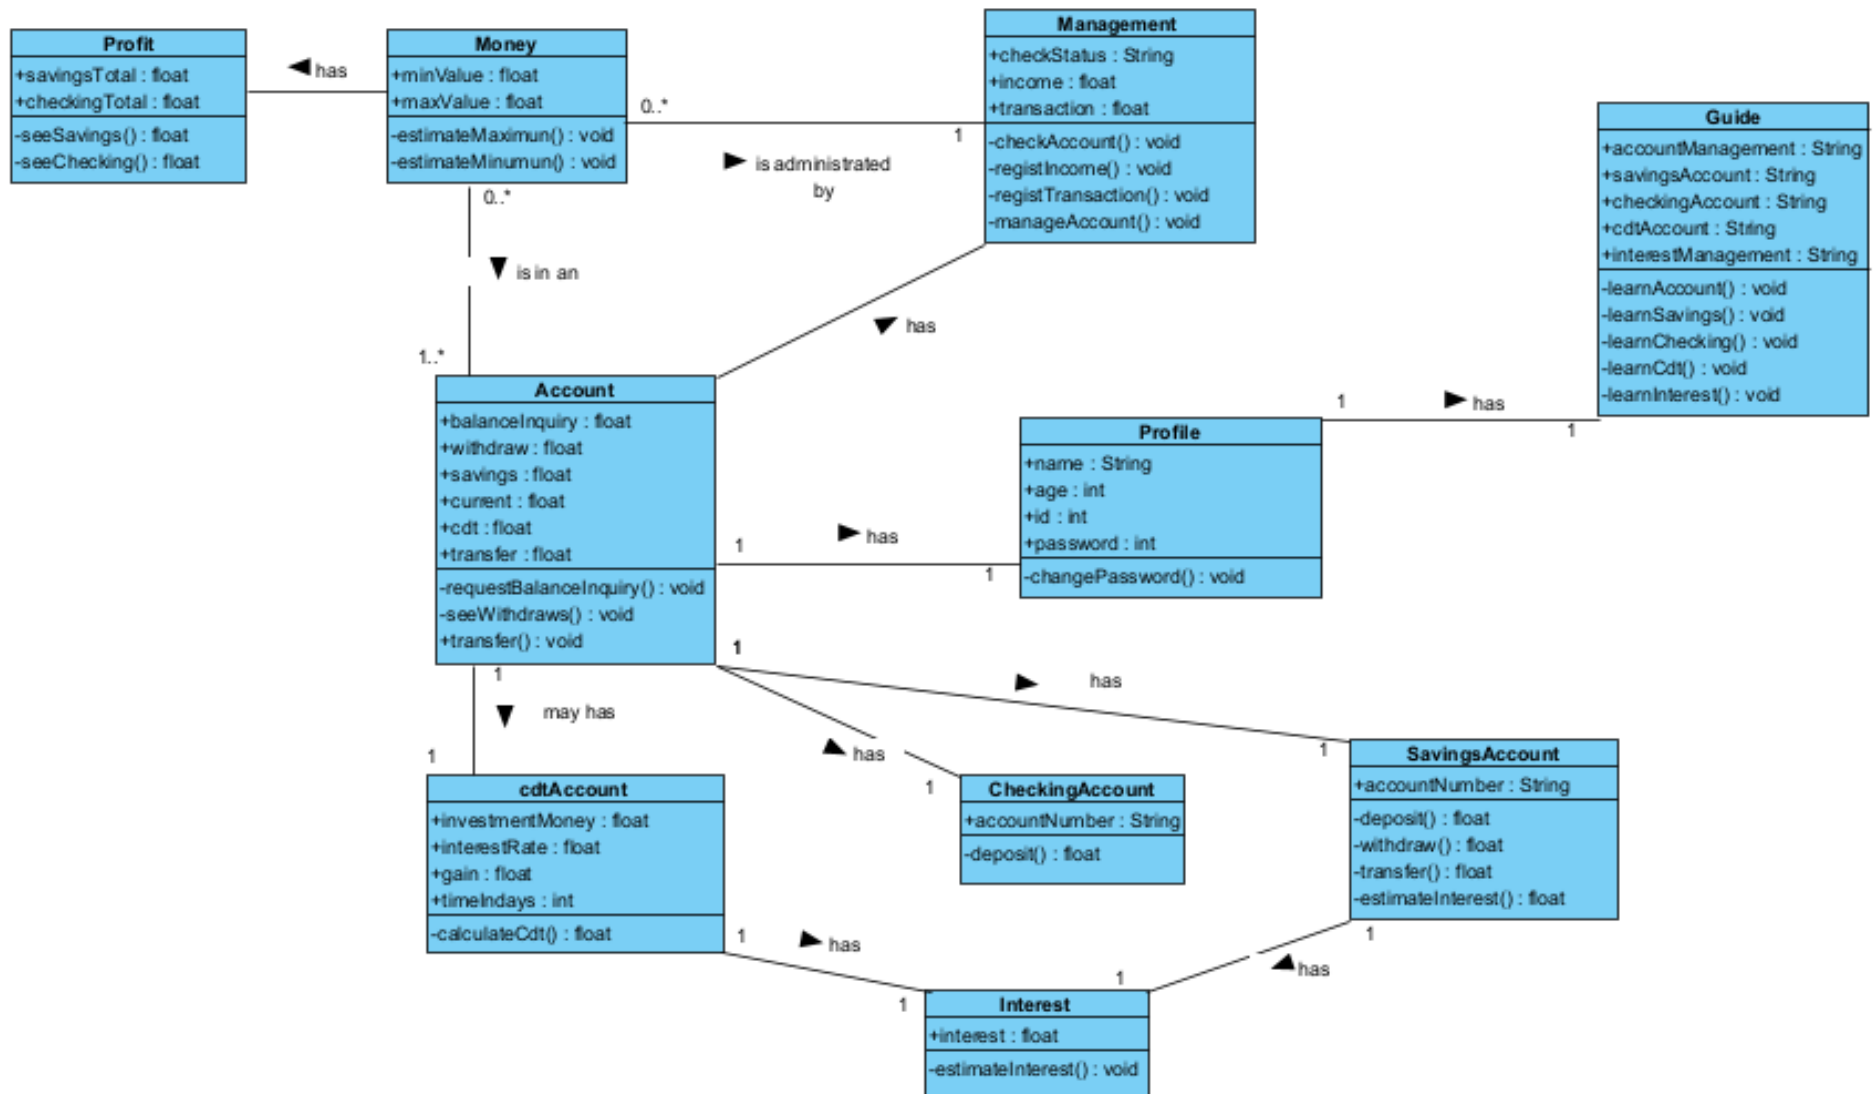 Profit
+savingsTotal : float
+checkingTotal : float
-seeSavings() : float
-seeChecking() : float
has
Money
+minValue : float
+maxValue : float
-estimateMaximun() : void
-estimateMinumun() : void
0..*
1
is administrated
by
Management
+checkStatus : String
+income : float
+transaction : float
-checkAccount() : void
-registIncome() : void
-registTransaction() : void
-manageAccount() : void
Guide
+accountManagement : String
+savingsAccount : String
+checkingAccount : String
+cdtAccount : String
+interestManagement : String
-learnAccount() : void
-learnSavings() : void
-learnChecking() : void
-learnCdt() : void
-learnInterest() : void
0..*
is in an
1..*
has
Account
+balanceInquiry : float
+withdraw : float
+savings : float
+current : float
+cdt : float
+transfer : float
-requestBalanceInquiry() : void
-seeWithdraws() : void
+transfer() : void
1
has
1
Profile
+name : String
+age : int
+id : int
+password : int
-changePassword() : void
1
has
1
1
may has
1
1
has
1
has
1
cdtAccount
+investmentMoney : float
+interestRate : float
+gain : float
+timeIndays : int
-calculateCdt() : float
CheckingAccount
+accountNumber : String
-deposit() : float
SavingsAccount
+accountNumber : String
-deposit() : float
-withdraw() : float
-transfer() : float
-estimateInterest() : float
1
has
1
1
has
1
Interest
+interest : float
-estimateInterest() : void